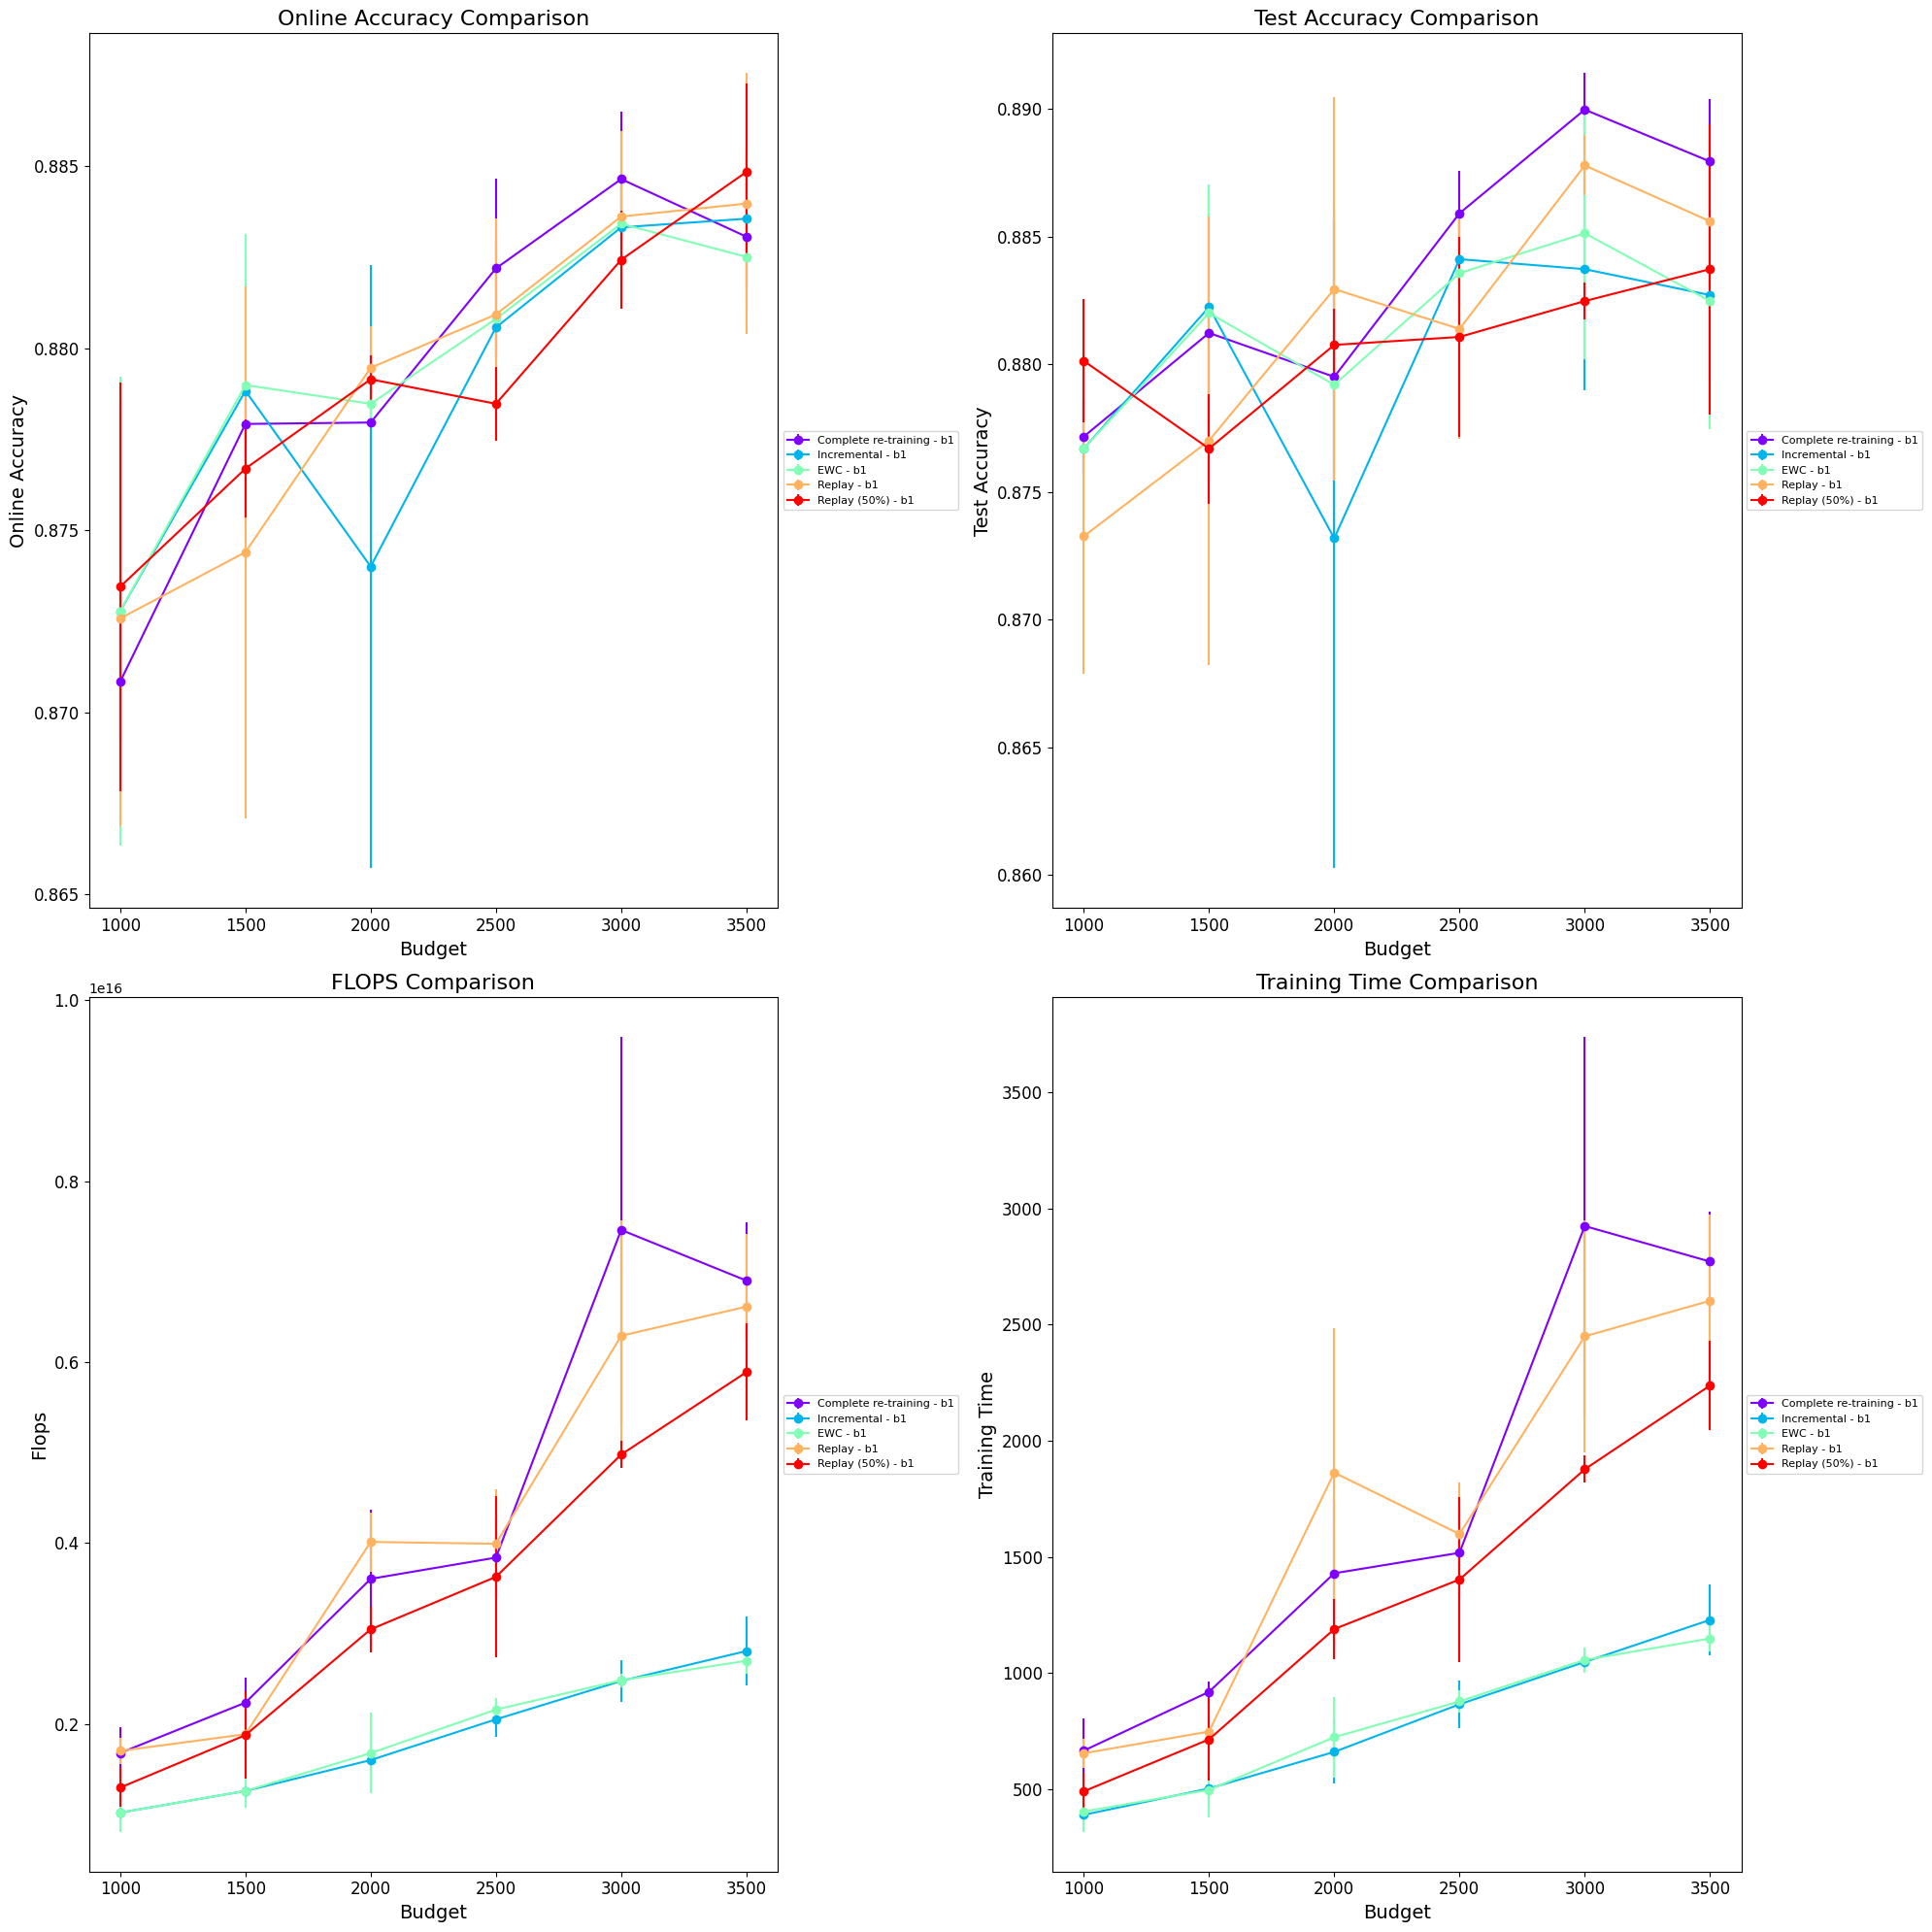 Online Accuracy Comparison
Online Accuracy
0.885
0.880
0.875
0.870
0.865
1000 1500 2000 2500 3000 3500
Budget
Complete re-training - b1
Incremental - b1
EWC - b1
Replay - b1
Replay (50%) - b1
Test Accuracy Comparison
Test Accuracy
0.890
0.885
0.880
0.875
0.870
0.865
0.860
1000 1500 2000 2500 3000 3500
Budget
Complete re-training - b1
Incremental - b1
EWC - b1
Replay - b1
Replay (50%) - b1
FLOPS Comparison
1e16
Flops
1.0
0.8
0.6
0.4
0.2
1000 1500 2000 2500 3000 3500
Budget
Complete re-training - b1
Incremental - b1
EWC - b1
Replay - b1
Replay (50%) - b1
Training Time Comparison
Training Time
3500
3000
2500
2000
1500
1000
500
1000 1500 2000 2500 3000 3500
Budget
Complete re-training - b1
Incremental - b1
EWC - b1
Replay - b1
Replay (50%) - b1